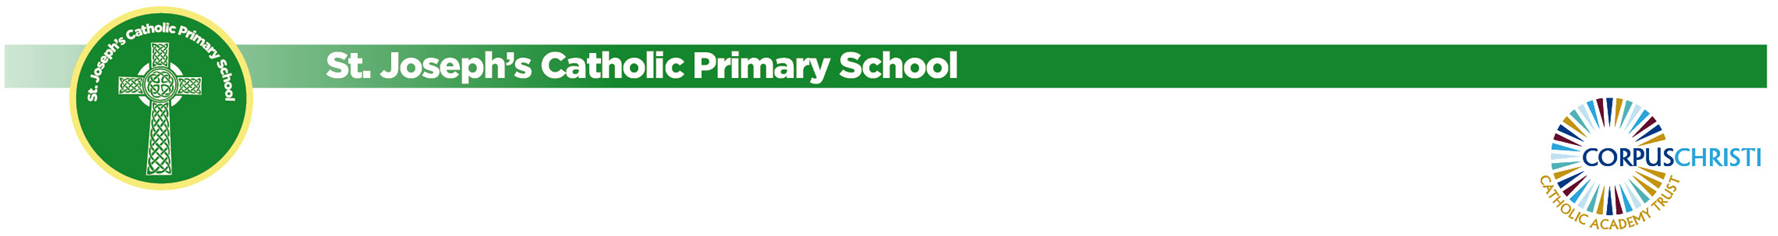 St. Joseph's Catholic Primary School
St. Joseph's Catholic Primary School
CORPUSCHRISTI
CATHOLIC ACADEMY TRUST